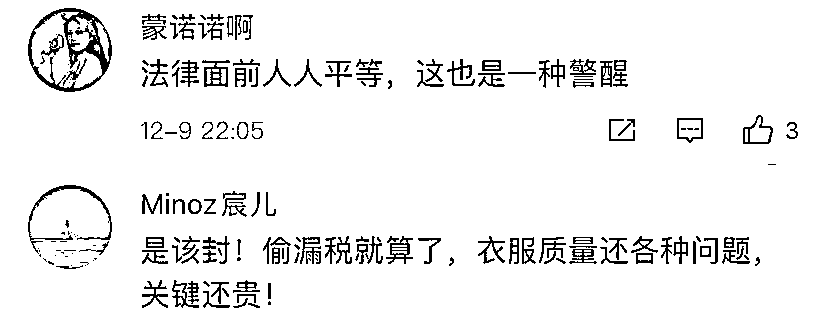 蒙诺诺啊
法律面前人人平等，这也是一种警醒
12-9 22:05
3
Minoz宸儿
是该封！偷漏税就算了，衣服质量还各种问题，
关键还贵！